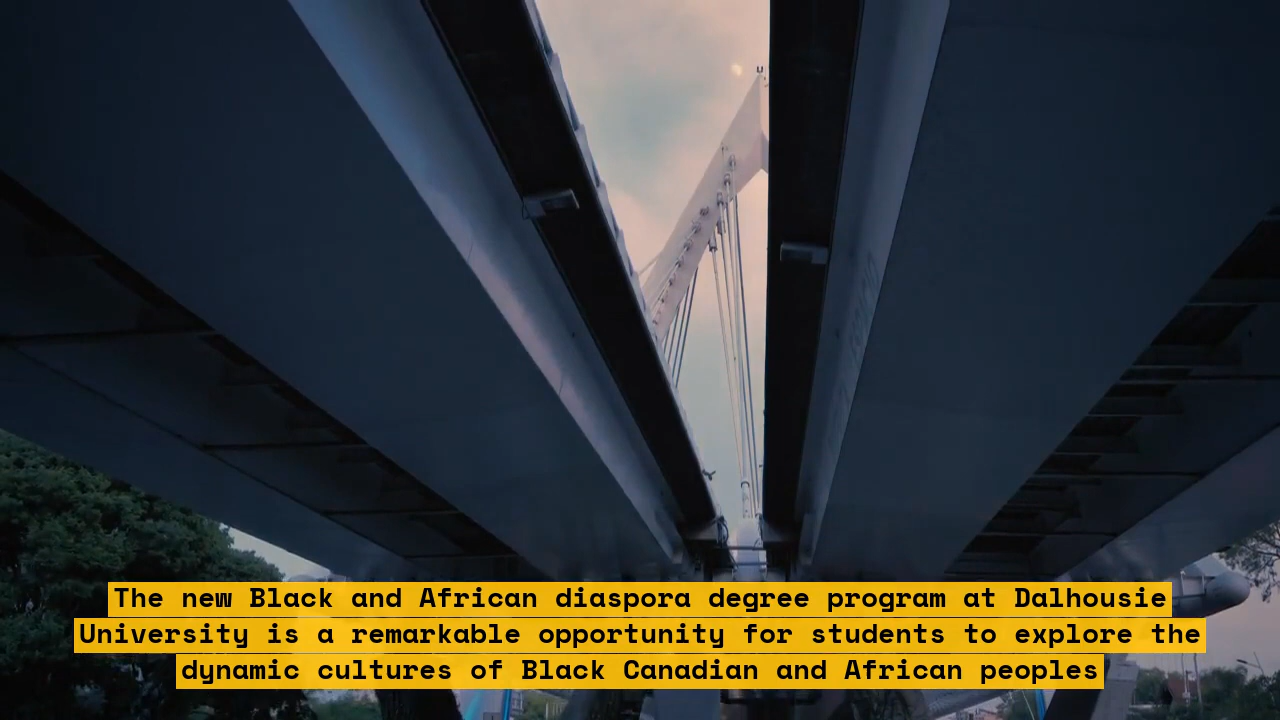 The new Black and African diaspora degree program at Dalhousie
University is a remarkable opportunity for students to explore the
dynamic cultures of Black Canadian and African peoples